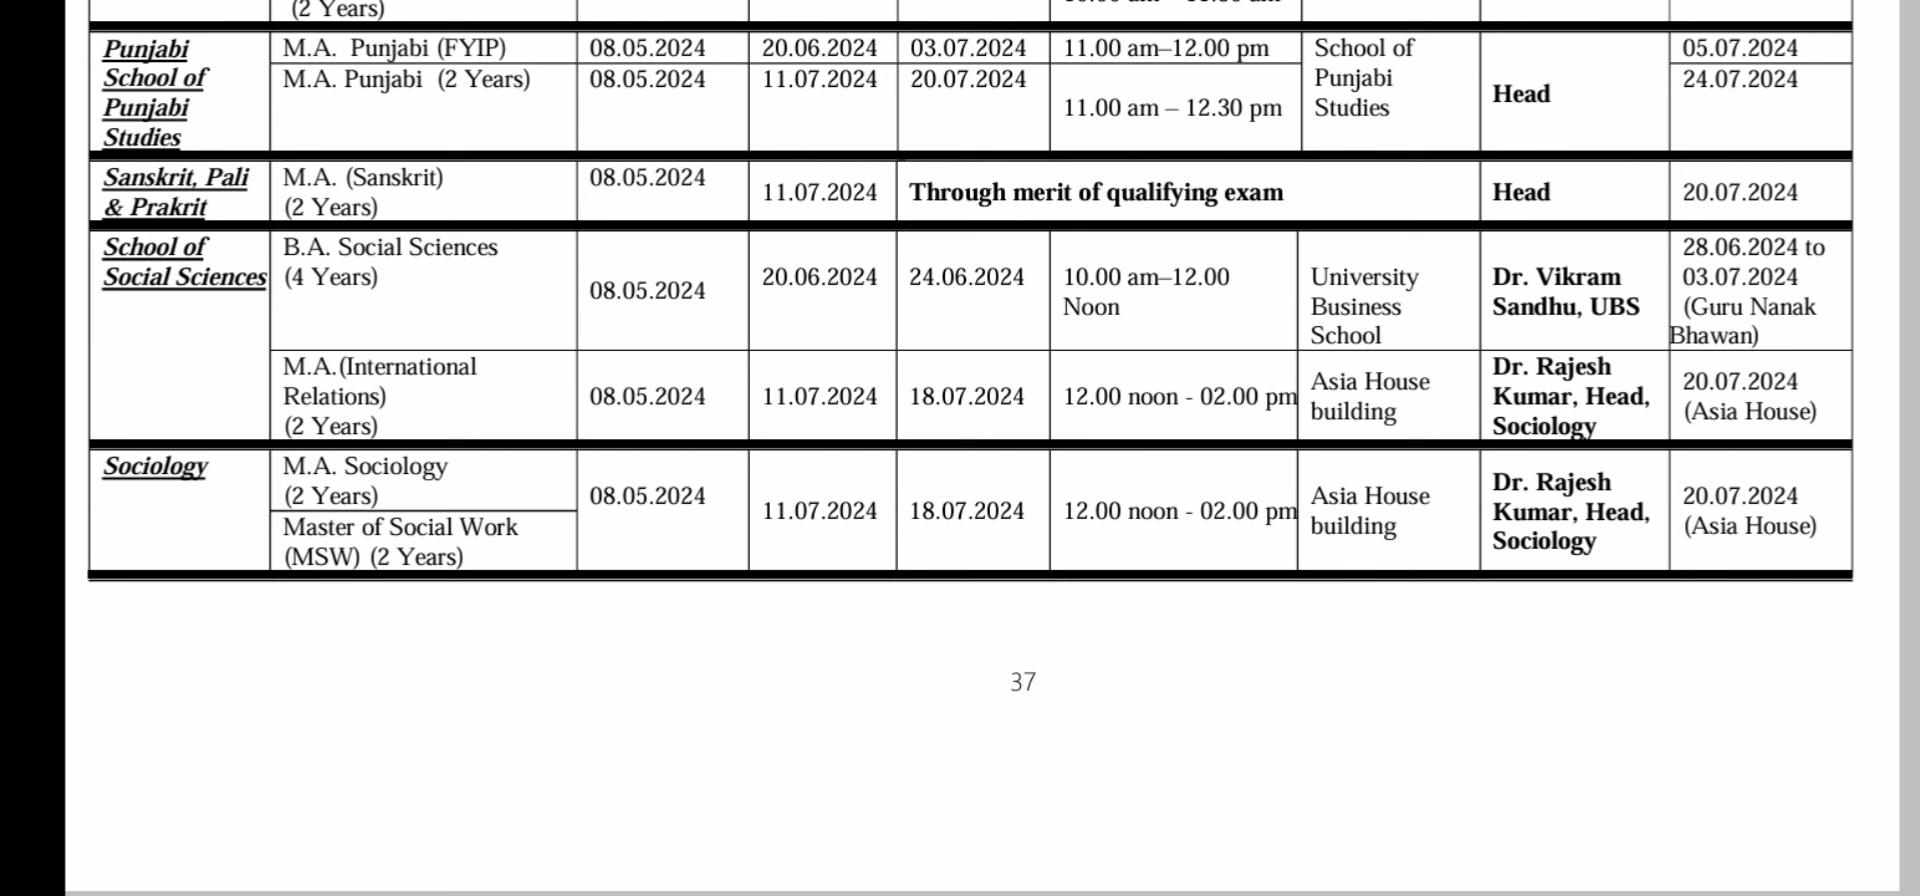 (2 Years)
Punjabi
School of
Punjabi
Studies
M.A. Punjabi (FYIP)
08.05.2024
20.06.2024
03.07.2024
11.00 am–12.00 pm
School of
Punjabi
Studies
Head
05.07.2024
M.A. Punjabi (2 Years)
08.05.2024
11.07.2024
20.07.2024
11.00 am – 12.30 pm
24.07.2024
Sanskrit, Pali
& Prakrit
M.A. (Sanskrit)
(2 Years)
08.05.2024
11.07.2024
Through merit of qualifying exam
Head
20.07.2024
School of
Social Sciences
B.A. Social Sciences
(4 Years)
08.05.2024
20.06.2024
24.06.2024
10.00 am–12.00
Noon
University
Business
School
Dr. Vikram
Sandhu, UBS
28.06.2024 to
03.07.2024
(Guru Nanak
Bhawan)
M.A.(International
Relations)
(2 Years)
08.05.2024
11.07.2024
18.07.2024
12.00 noon - 02.00 pm
Asia House
building
Dr. Rajesh
Kumar, Head,
Sociology
20.07.2024
(Asia House)
Sociology
M.A. Sociology
(2 Years)
Master of Social Work
(MSW) (2 Years)
08.05.2024
11.07.2024
18.07.2024
12.00 noon - 02.00 pm
Asia House
building
Dr. Rajesh
Kumar, Head,
Sociology
20.07.2024
(Asia House)
37